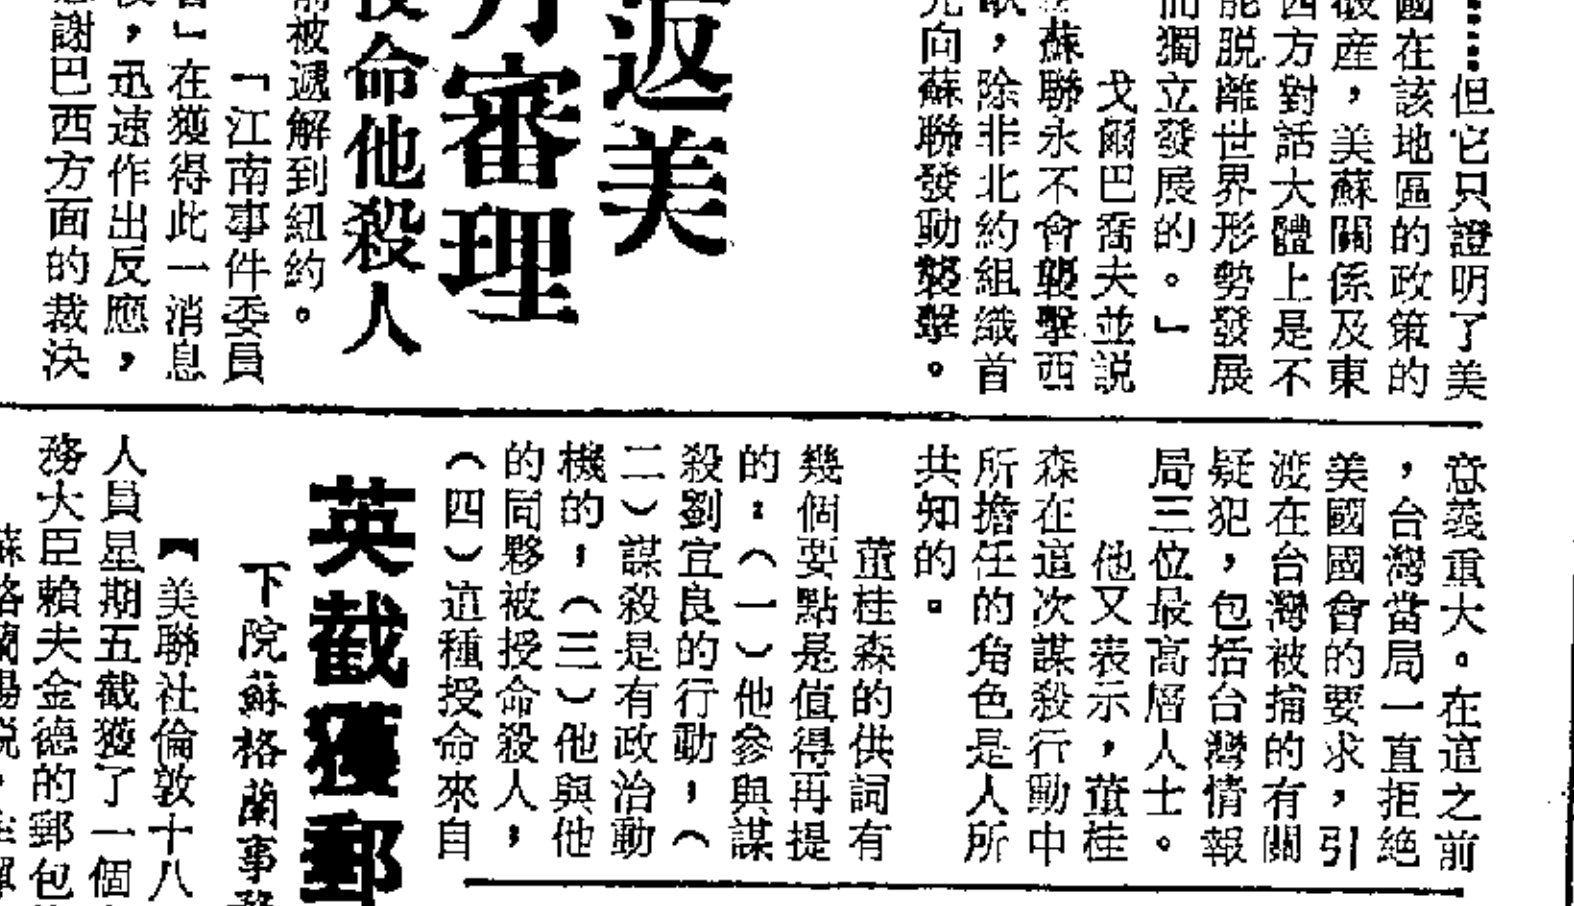 但它只證明了美
國在該地區的政策的
破産，美蘇關係及東
西方對話大體上是不
能脱離世界形勢發展
而獨立發展的。」
戈爾巴喬夫並説
蘇聯永不會襲擊西
，除非北約組織首
先向蘇聯發動襲擊。
返美
審理
授命他殺人
前被遞解到紐約。
「江南事件委員
會」在獲得此一消息
後，迅速作出反應，
感謝巴西方面的裁決
意義重大。在這之前
，台灣當局一直拒絕
美國國會的要求，引
渡在台灣被捕的有關
疑犯，包括台灣情報
局三位最高層人士。
他又表示，董桂
森在這次謀殺行動中
所擔任的角色是人所
共知的。
董桂森的供詞有
幾個要點是值得再提
的：（一）他參與謀
殺劉宜良的行動，（
二）謀殺是有政治動
機的，（三）他與他
的同夥被授命殺人，
（四）這種授命來自
英截獲郵
下院蘇格蘭事務
【美聯社倫敦十八
人員星期五截獲了一個
務大臣賴夫金德的郵包
蘇格蘭場説，